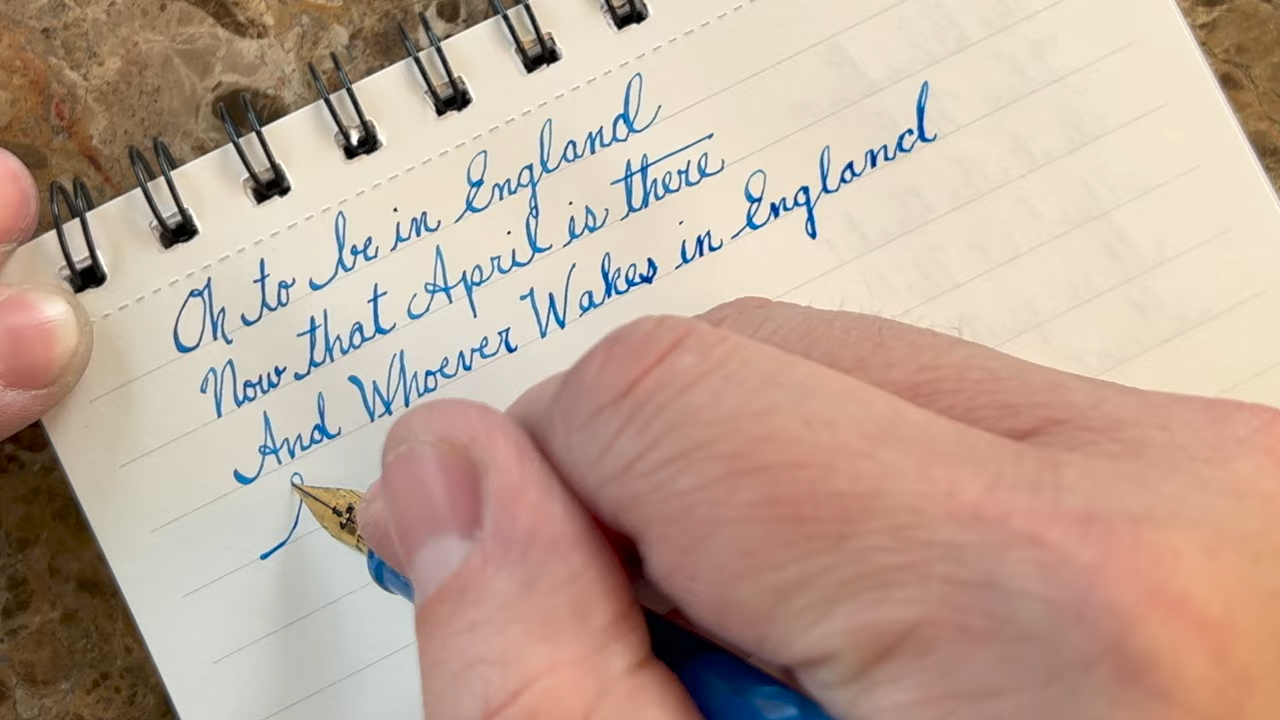 Oh to be in England
Now that April is there
And Whoever Wakes in England